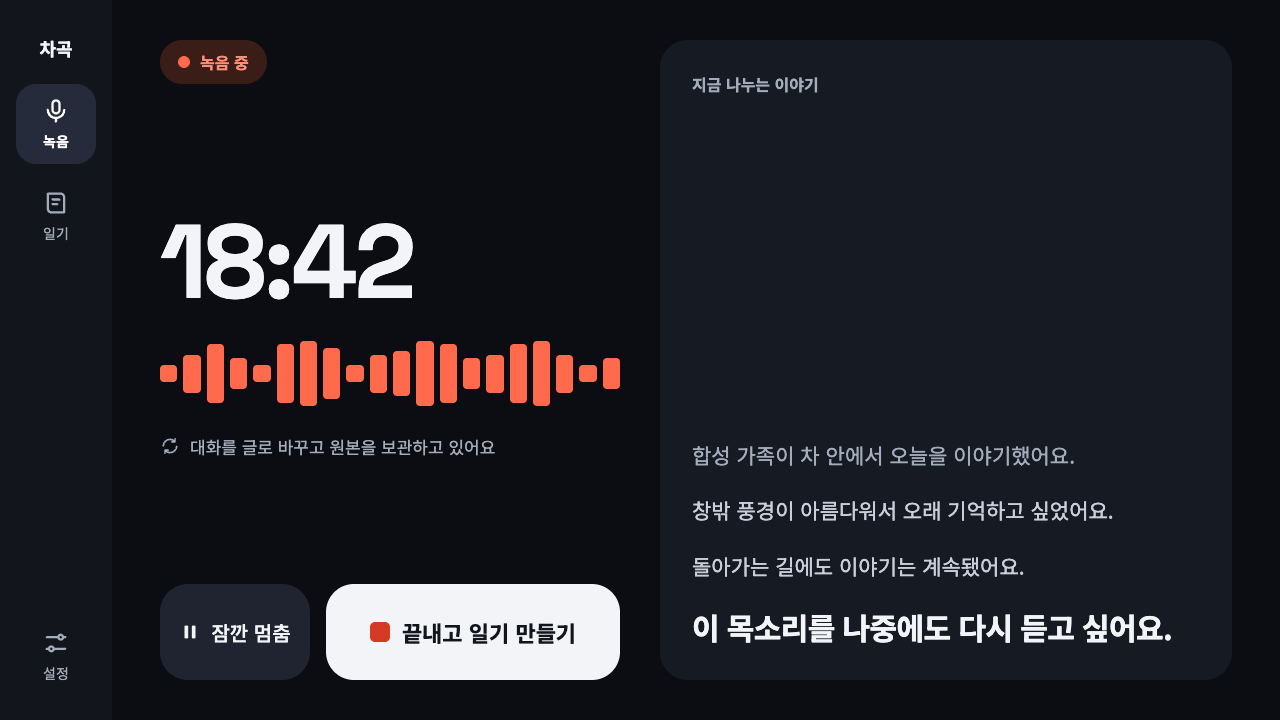 차곡
녹음
일기
설정
녹음 중
18:42
대화를 글로 바꾸고 원본을 보관하고 있어요
잠깐 멈춤
끝내고 일기 만들기
지금 나누는 이야기
합성 가족이 차 안에서 오늘을 이야기했어요.
창밖 풍경이 아름다워서 오래 기억하고 싶었어요.
돌아가는 길에도 이야기는 계속됐어요.
이 목소리를 나중에도 다시 듣고 싶어요.